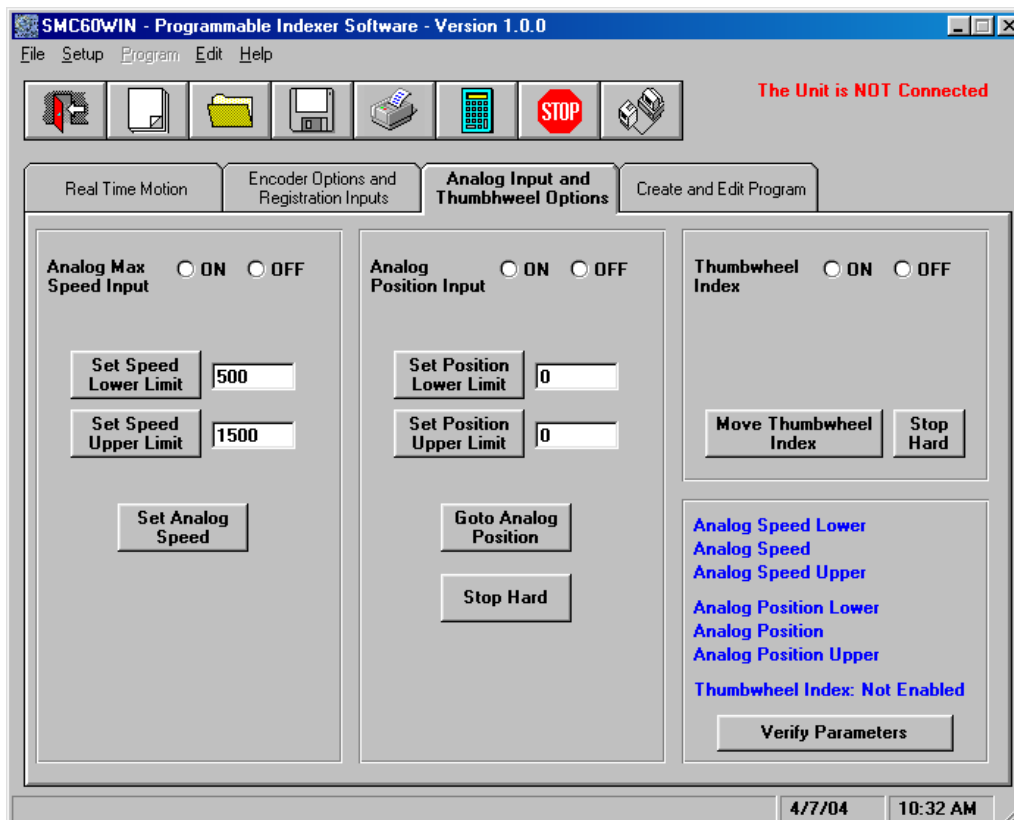 SMC60WIN - Programmable Indexer Software - Version 1.0.0
File Setup Program Edit Help
STOP
The Unit is NOT Connected
Real Time Motion
Encoder Options and
Registration Inputs
Analog Input and
Thumbhweel Options
Create and Edit Program
Analog Max
Speed Input
ON OFF
Set Speed
Lower Limit
500
Set Speed
Upper Limit
1500
Set Analog
Speed
Analog
Position Input
ON OFF
Set Position
Lower Limit
0
Set Position
Upper Limit
0
Goto Analog
Position
Stop Hard
Thumbwheel
Index
ON OFF
Move Thumbwheel
Index
Stop
Hard
Analog Speed Lower
Analog Speed
Analog Speed Upper
Analog Position Lower
Analog Position
Analog Position Upper
Thumbwheel Index: Not Enabled
Verify Parameters
4/7/04
10:32 AM